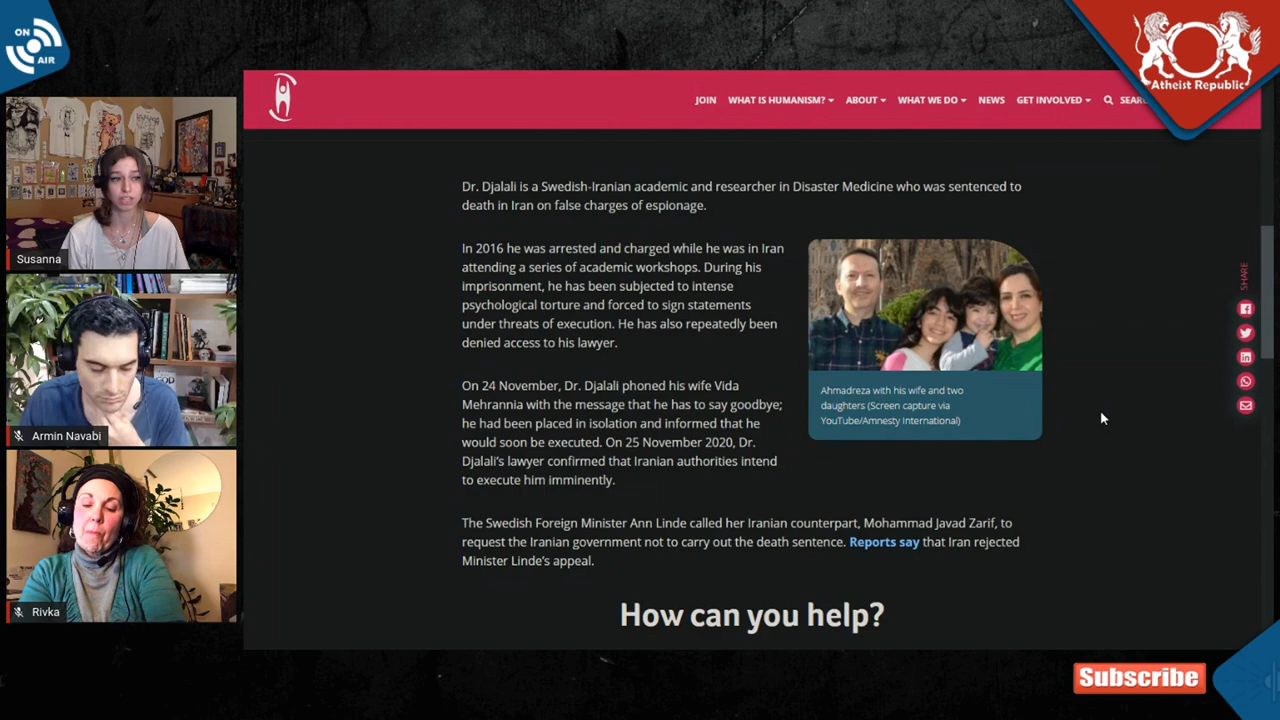 ON
AIR
Atheist Republic
JOIN WHAT IS HUMANISM? ABOUT WHAT WE DO NEWS GET INVOLVED
Dr. Djalali is a Swedish-Iranian academic and researcher in Disaster Medicine who was sentenced to
death in Iran on false charges of espionage.
In 2016 he was arrested and charged while he was in Iran
attending a series of academic workshops. During his
imprisonment, he has been subjected to intense
psychological torture and forced to sign statements
under threats of execution. He has also repeatedly been
denied access to his lawyer.
Ahmadreza with his wife and two
daughters (Screen capture via
YouTube/Amnesty International)
On 24 November, Dr. Djalali phoned his wife Vida
Mehrannia with the message that he has to say goodbye;
he had been placed in isolation and informed that he
would soon be executed. On 25 November 2020, Dr.
Djalali's lawyer confirmed that Iranian authorities intend
to execute him imminently.
The Swedish Foreign Minister Ann Linde called her Iranian counterpart, Mohammad Javad Zarif, to
request the Iranian government not to carry out the death sentence. Reports say that Iran rejected
Minister Linde's appeal.
How can you help?
SHARE
Susanna
Armin Navabi
Rivka
Subscribe